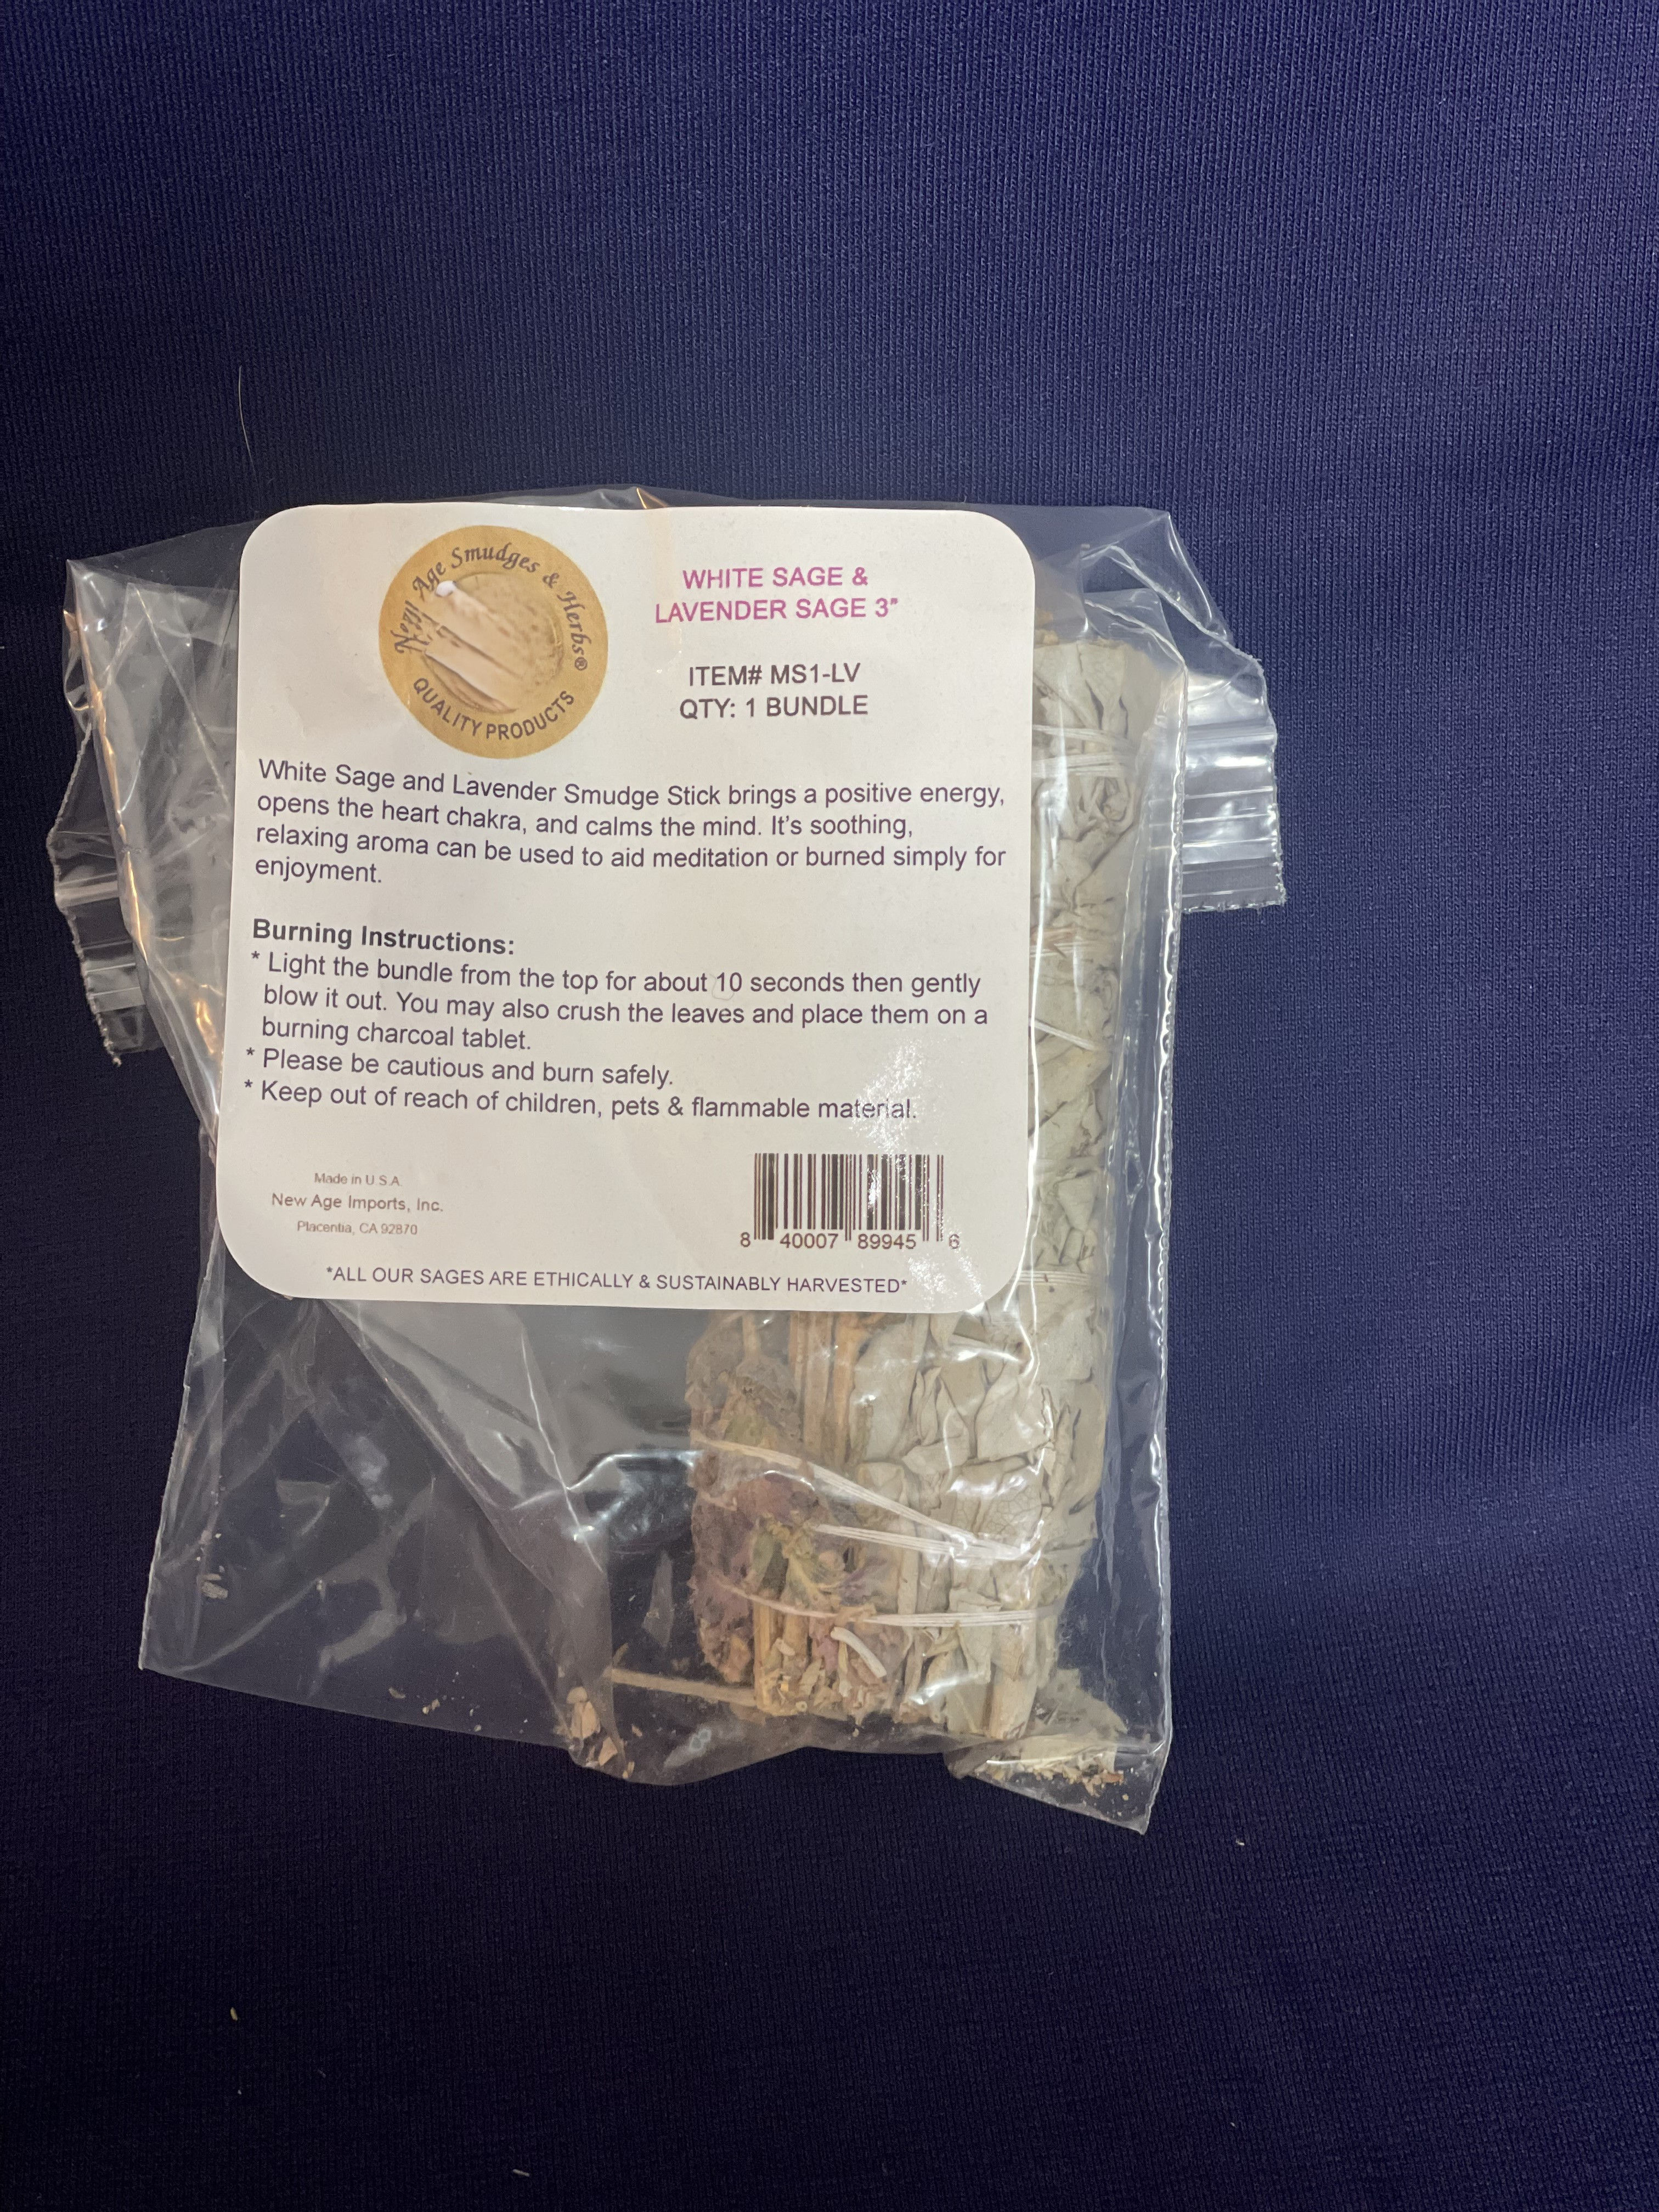 New Age Smudges & Herbs®
QUALITY PRODUCTS
WHITE SAGE &
LAVENDER SAGE 3"
ITEM# MS1-LV
QTY: 1 BUNDLE
White Sage and Lavender Smudge Stick brings a positive energy,
opens the heart chakra, and calms the mind. It's soothing,
relaxing aroma can be used to aid meditation or burned simply for
enjoyment.
Burning Instructions:
* Light the bundle from the top for about 10 seconds then gently
blow it out. You may also crush the leaves and place them on a
burning charcoal tablet.
* Please be cautious and burn safely.
* Keep out of reach of children, pets & flammable material.
Made in U.S.A.
New Age Imports, Inc.
Placentia, CA 92870
8 40007 89945 6
*ALL OUR SAGES ARE ETHICALLY & SUSTAINABLY HARVESTED*